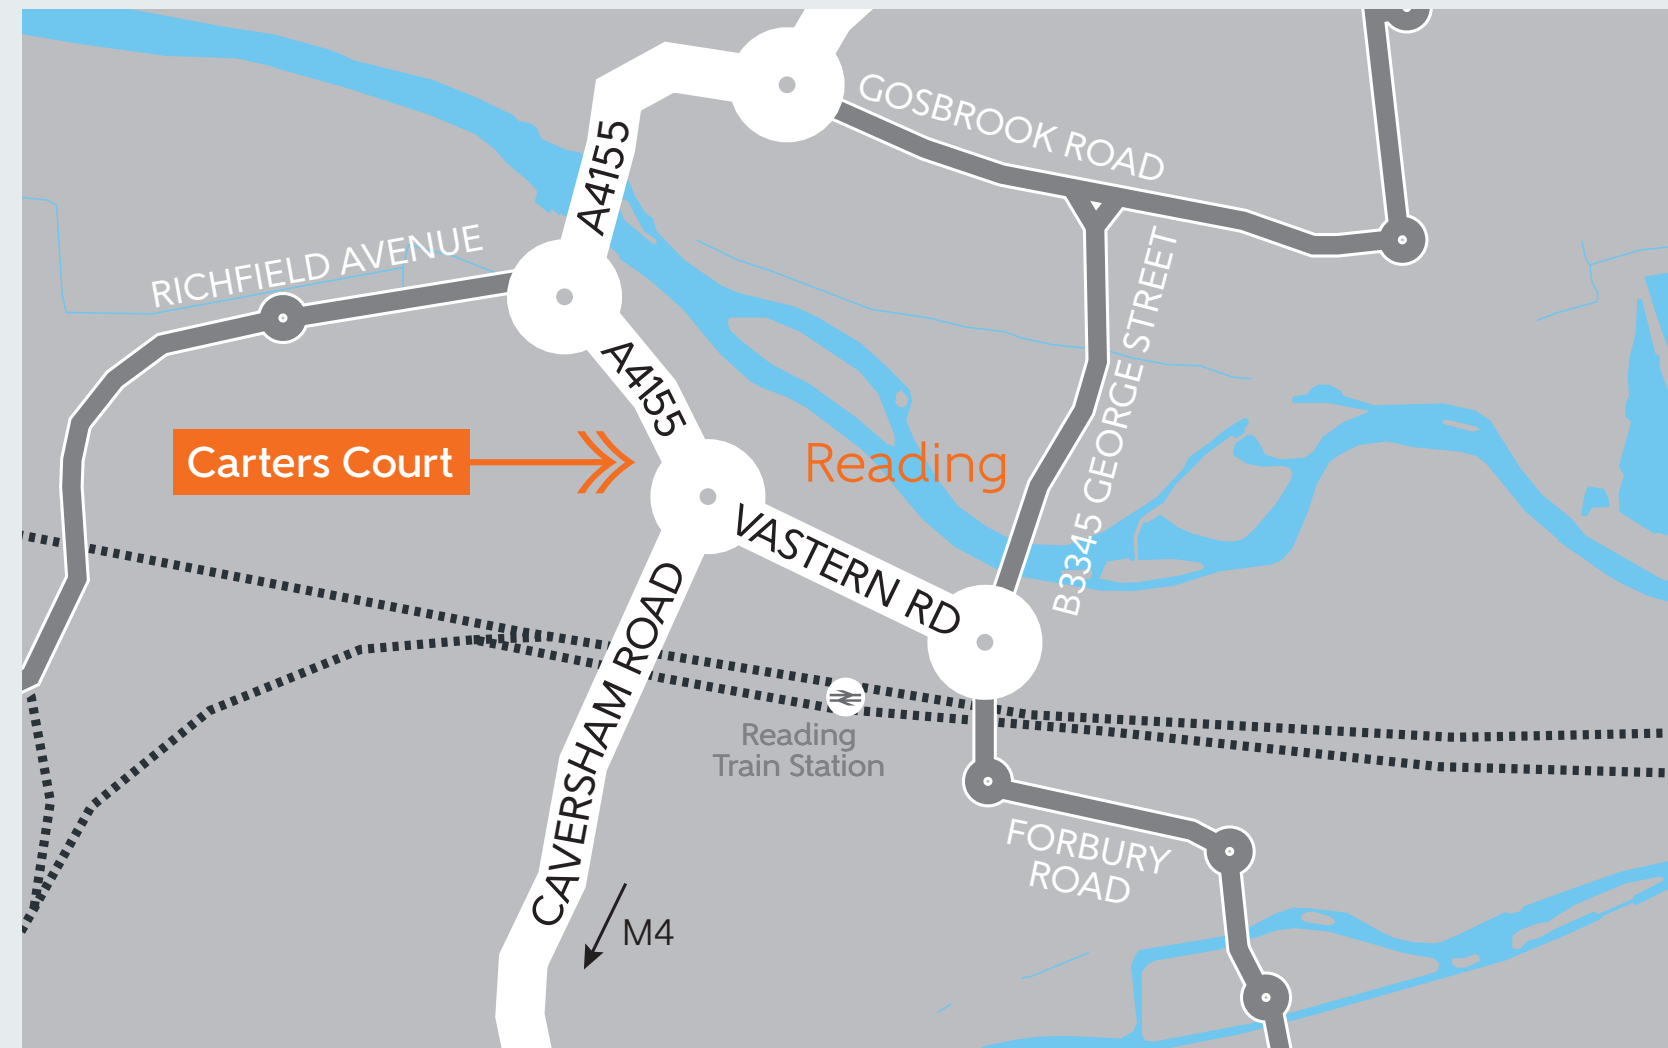 GOSBROOK ROAD
A4155
RICHFIELD AVENUE
B3345 GEORGE STREET
A4155
Carters Court
Reading
VASTERN RD
CAVERSHAM ROAD
Reading
Train Station
FORBURY
ROAD
M4